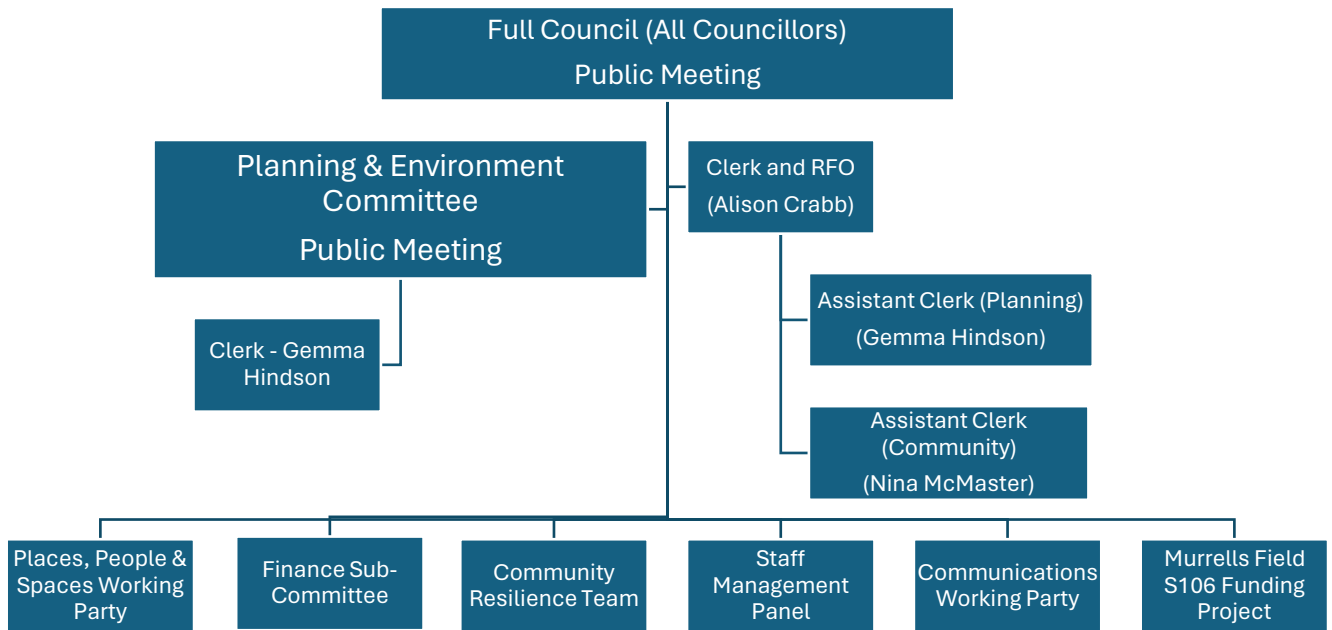 Full Council (All Councillors)
Public Meeting
Planning & Environment
Committee
Public Meeting
Clerk and RFO
(Alison Crabb)
Assistant Clerk (Planning)
(Gemma Hindson)
Clerk - Gemma
Hindson
Assistant Clerk
(Community)
(Nina McMaster)
Places, People &
Spaces Working
Party
Finance Sub-
Committee
Community
Resilience Team
Staff
Management
Panel
Communications
Working Party
Murrells Field
S106 Funding
Project